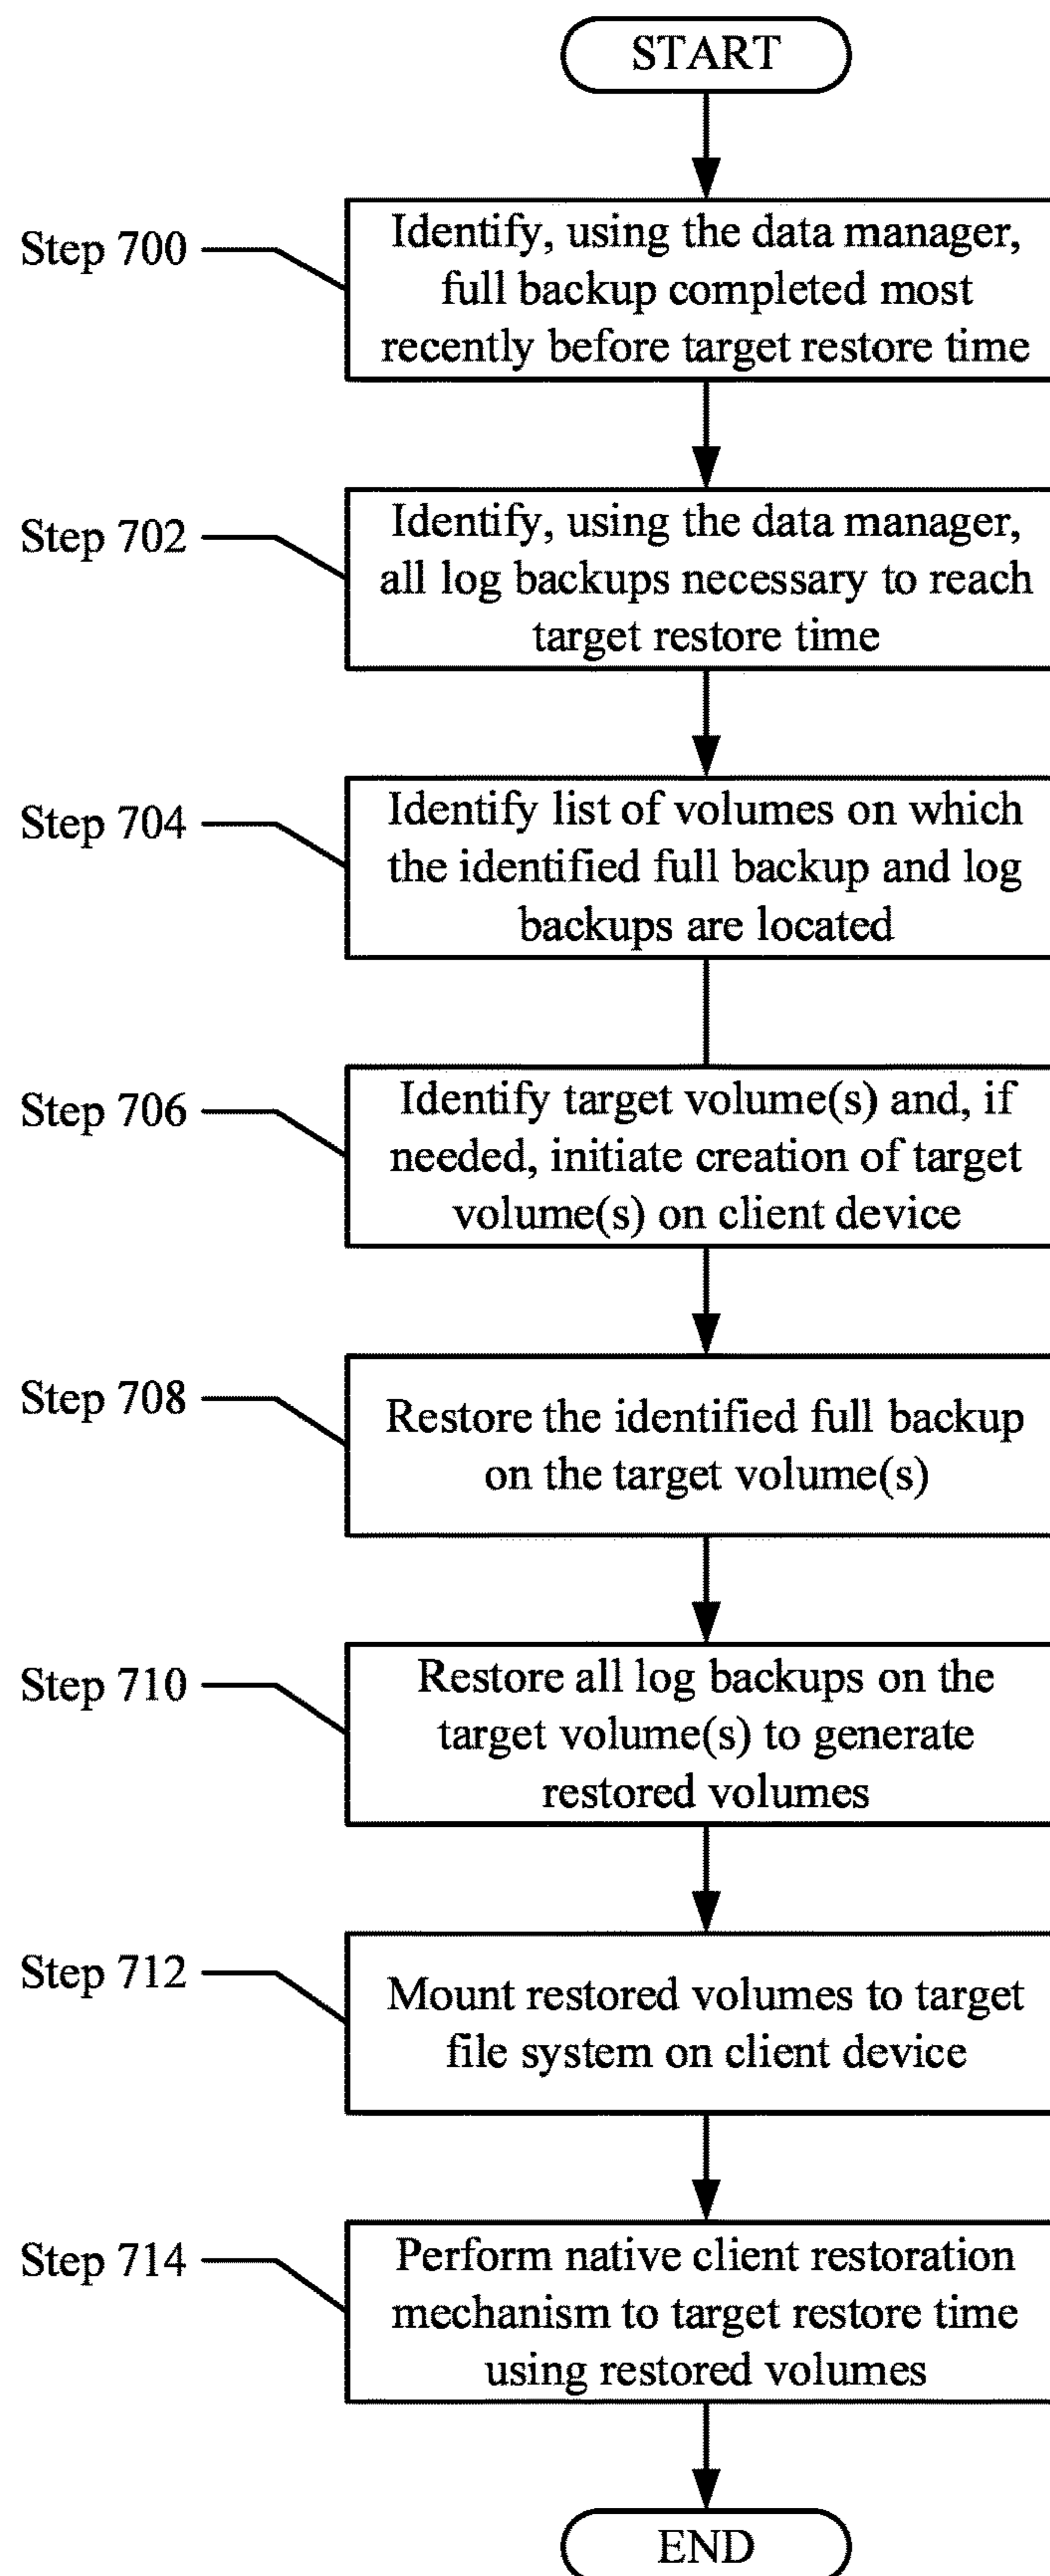 START
Step 700
Identify, using the data manager,
full backup completed most
recently before target restore time
Step 702
Identify, using the data manager,
all log backups necessary to reach
target restore time
Step 704
Identify list of volumes on which
the identified full backup and log
backups are located
Step 706
Identify target volume(s) and, if
needed, initiate creation of target
volume(s) on client device
Step 708
Restore the identified full backup
on the target volume(s)
Step 710
Restore all log backups on the
target volume(s) to generate
restored volumes
Step 712
Mount restored volumes to target
file system on client device
Step 714
Perform native client restoration
mechanism to target restore time
using restored volumes
END